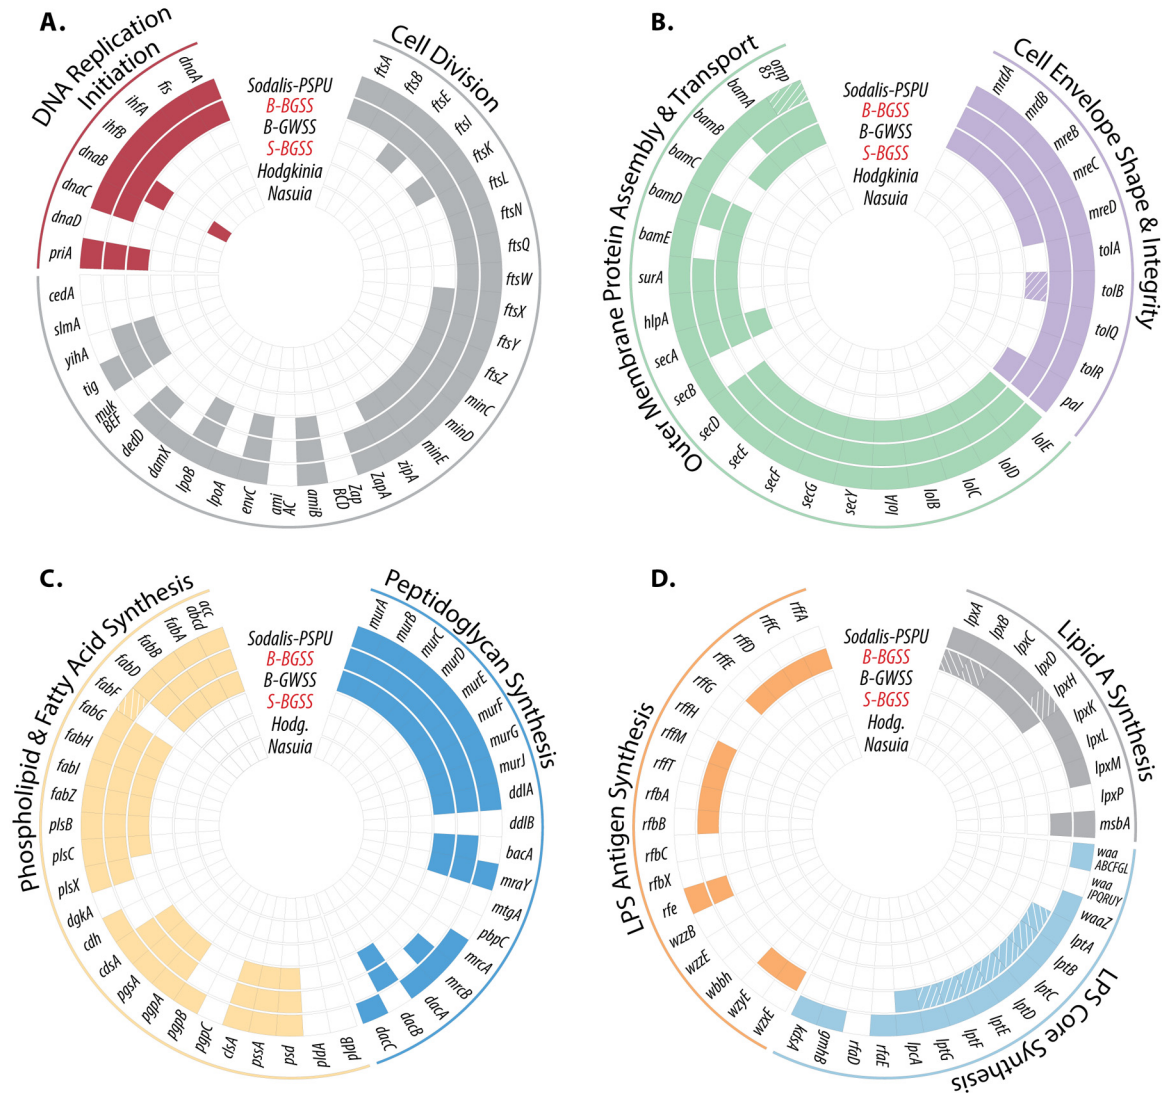 A.
DNA Replication
Initiation
Cell Division
Sodalis-PSPU
B-BGSS
B-GWSS
S-BGSS
Hodgkinia
Nasuia
dnaA
fis
ihfA
ihfB
dnaB
dnaC
dnaD
priA
ftsA
ftsB
ftsE
ftsI
ftsK
ftsL
ftsN
ftsQ
ftsW
ftsX
ftsY
ftsZ
minC
minD
minE
zipA
ZapA
Zap
BCD
amiB
ami
AC
envC
lpoA
lpoB
damX
dedD
muk
BEF
tig
yihA
slmA
cedA
B.
Outer Membrane Protein Assembly & Transport
Cell Envelope Shape & Integrity
Sodalis-PSPU
B-BGSS
B-GWSS
S-BGSS
Hodgkinia
Nasuia
omp
85
bamA
bamB
bamC
bamD
bamE
surA
hlpA
secA
secB
secD
secE
secF
secG
secY
lolA
lolB
lolC
lolD
lolE
mrdA
mrdB
mreB
mreC
mreD
tolA
tolB
tolQ
tolR
pal
C.
Phospholipid & Fatty Acid Synthesis
Peptidoglycan Synthesis
Sodalis-PSPU
B-BGSS
B-GWSS
S-BGSS
Hodg.
Nasuia
acc
abcd
fabA
fabB
fabD
fabF
fabG
fabH
fabI
fabZ
plsB
plsC
plsX
dgkA
cdh
cdsA
pgsA
pgpA
pgpB
pgpC
clsA
pssA
psd
pldA
pldB
murA
murB
murC
murD
murE
murF
murG
murJ
ddlA
ddlB
bacA
mraY
mtgA
pbpC
mrcA
mrcB
dacA
dacB
dacC
D.
LPS Antigen Synthesis
Lipid A Synthesis
LPS Core Synthesis
Sodalis-PSPU
B-BGSS
B-GWSS
S-BGSS
Hodg.
Nasuia
rffA
rffC
rffD
rffE
rffG
rffH
rffM
rffT
rfbA
rfbB
rfbC
rfbX
rfe
wzzB
wzzE
wbbh
wzyE
wzxE
lpxA
lpxB
lpxC
lpxD
lpxH
lpxK
lpxL
lpxM
lpxP
msbA
waa
ABCFGL
waa
IPQRUY
waaZ
lptA
lptB
lptC
lptD
lptE
lptF
lptG
lpcA
rfaE
rfaD
gmhB
kdsA